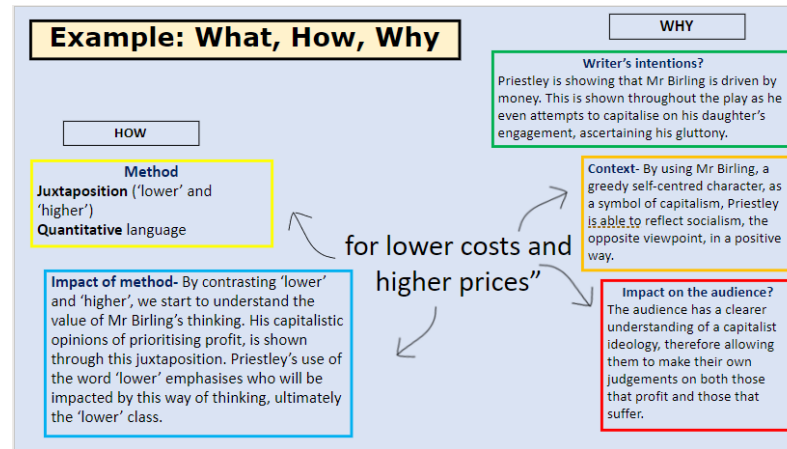 Example: What, How, Why
HOW
Method
Juxtaposition ('lower' and
'higher')
Quantitative language
Impact of method- By contrasting 'lower'
and 'higher', we start to understand the
value of Mr Birling's thinking. His capitalistic
opinions of prioritising profit, is shown
through this juxtaposition. Priestley's use of
the word 'lower' emphasises who will be
impacted by this way of thinking, ultimately
the 'lower' class.
for lower costs and
higher prices"
WHY
Writer's intentions?
Priestley is showing that Mr Birling is driven by
money. This is shown throughout the play as he
even attempts to capitalise on his daughter's
engagement, ascertaining his gluttony.
Context- By using Mr Birling, a
greedy self-centred character, as
a symbol of capitalism, Priestley
is able to reflect socialism, the
opposite viewpoint, in a positive
way.
Impact on the audience?
The audience has a clearer
understanding of a capitalist
ideology, therefore allowing
them to make their own
judgements on both those
that profit and those that
suffer.